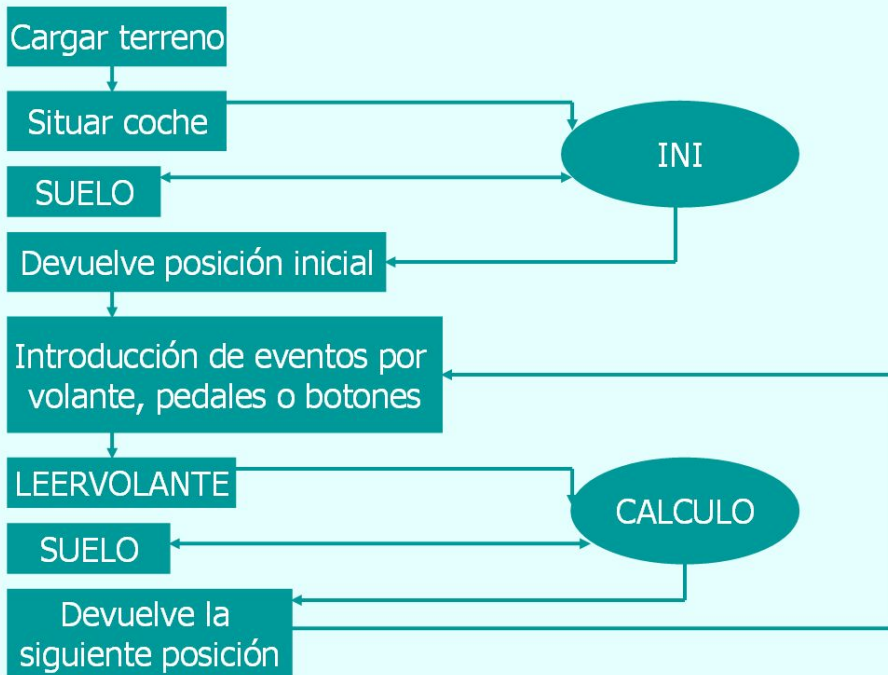 Cargar terreno
Situar coche
INI
SUELO
Devuelve posición inicial
Introducción de eventos por
volante, pedales o botones
LEERVOLANTE
CALCULO
SUELO
Devuelve la
siguiente posición